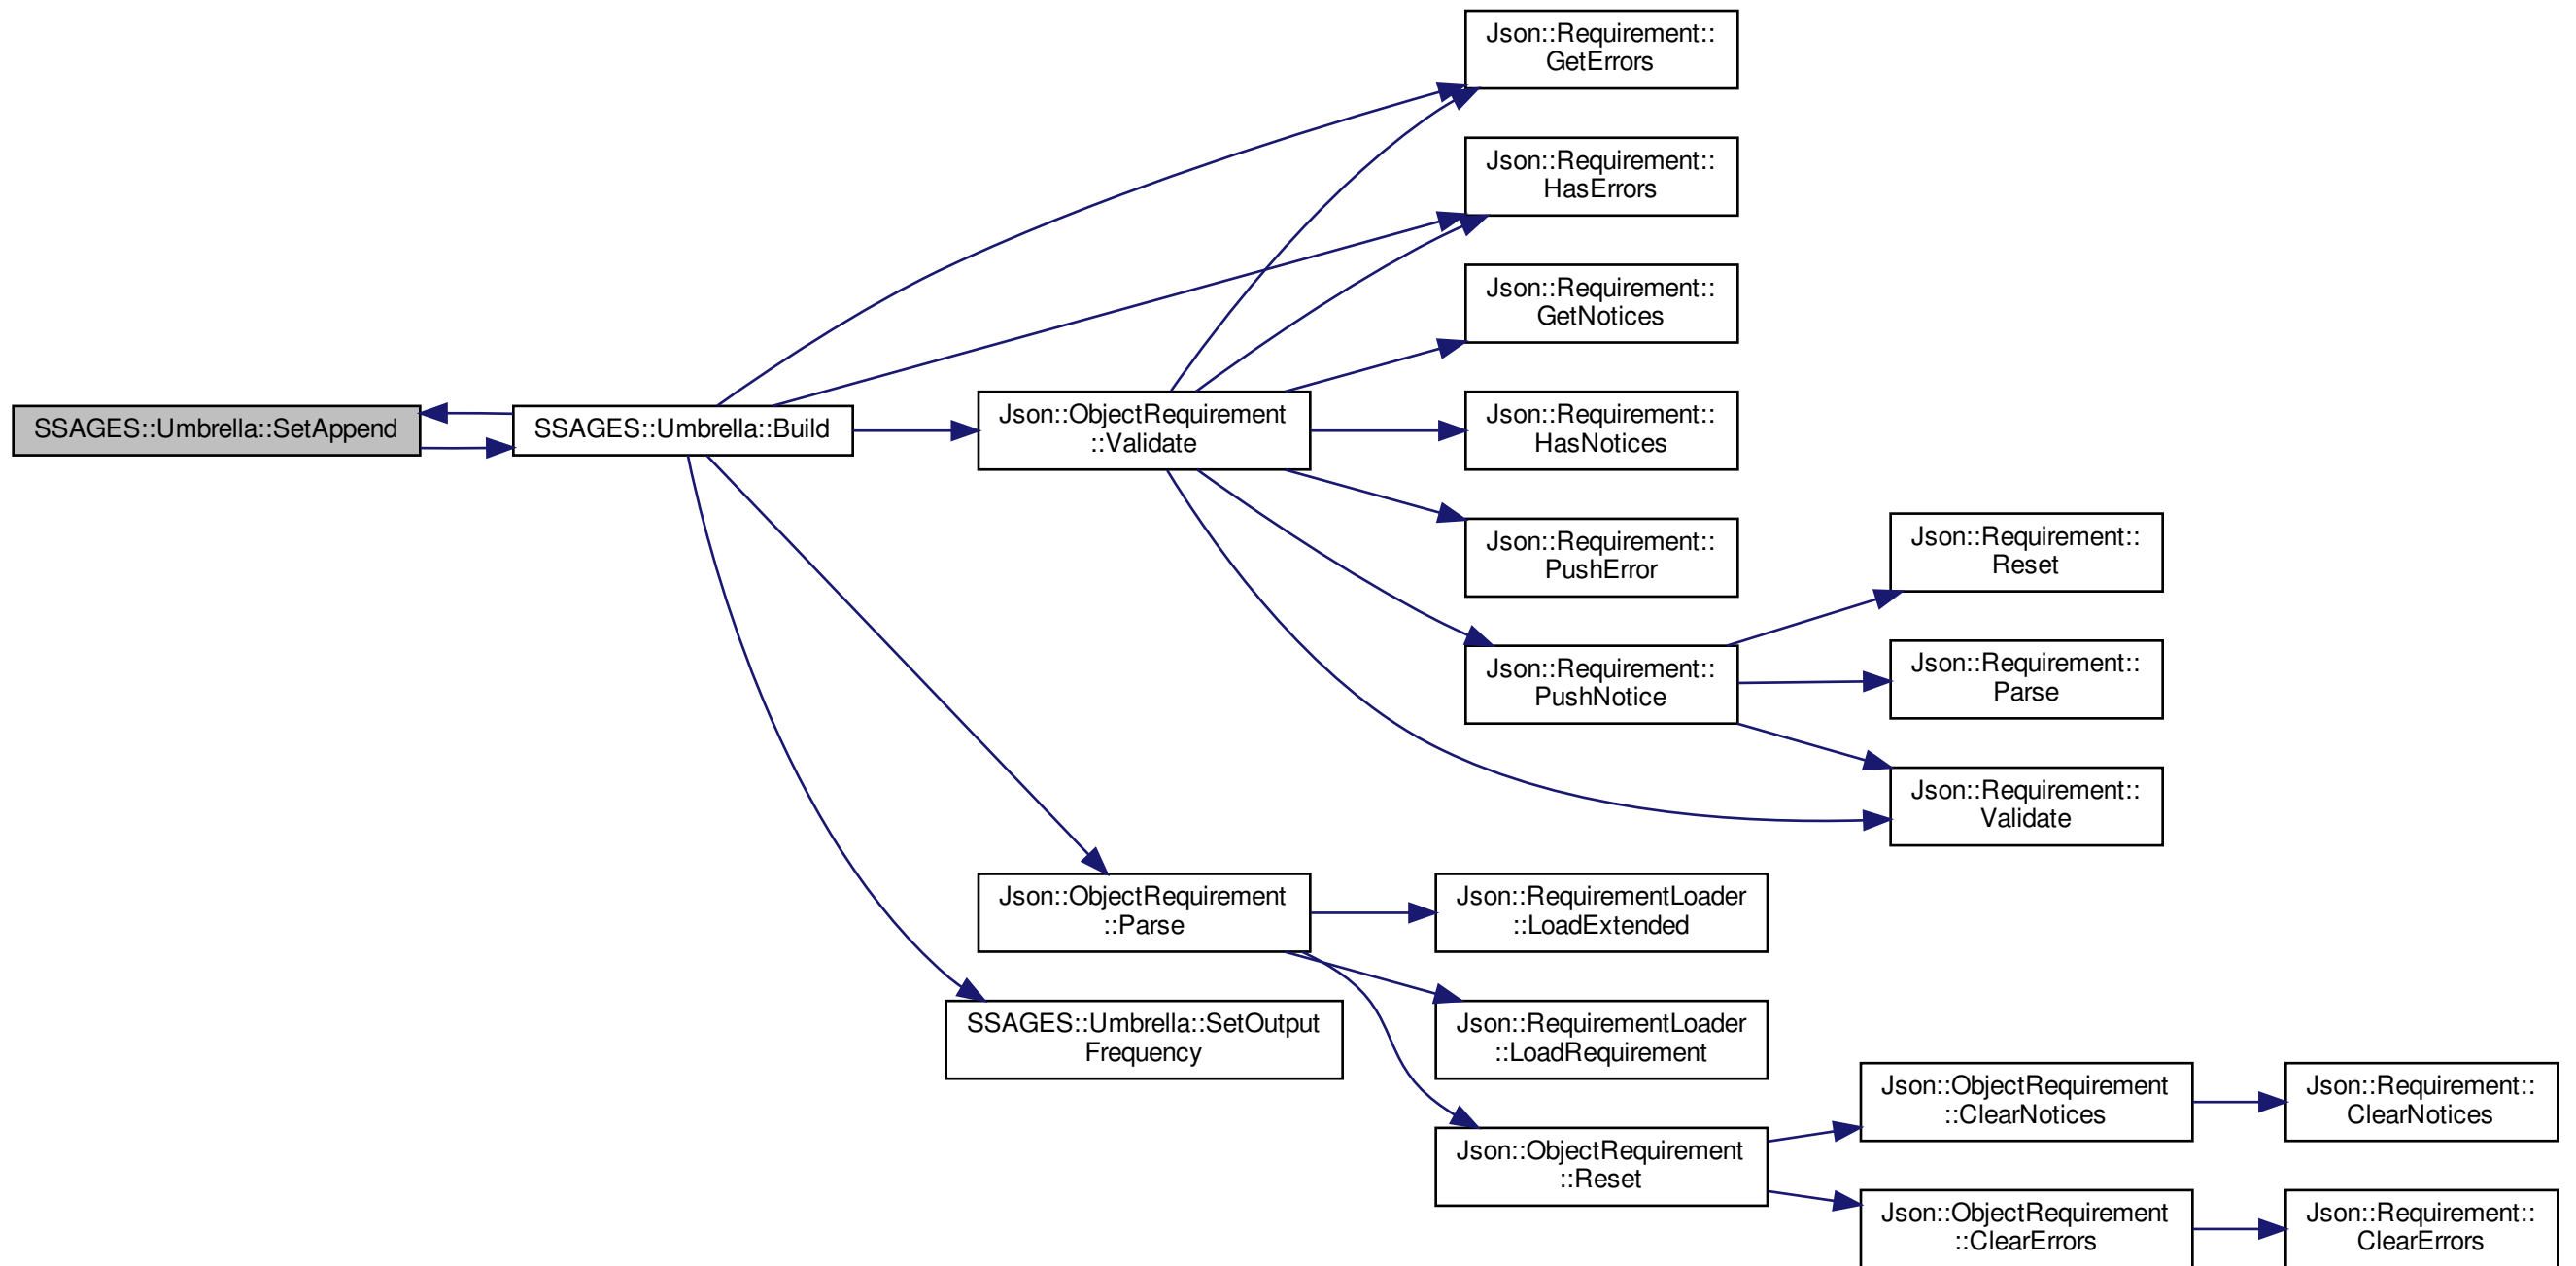 Json::Requirement::
GetErrors
Json::Requirement::
HasErrors
Json::Requirement::
GetNotices
SSAGES::Umbrella::SetAppend
SSAGES::Umbrella::Build
Json::ObjectRequirement
::Validate
Json::Requirement::
HasNotices
Json::Requirement::
PushError
Json::Requirement::
Reset
Json::Requirement::
PushNotice
Json::Requirement::
Parse
Json::Requirement::
Validate
Json::ObjectRequirement
::Parse
Json::RequirementLoader
::LoadExtended
SSAGES::Umbrella::SetOutput
Frequency
Json::RequirementLoader
::LoadRequirement
Json::ObjectRequirement
::Reset
Json::ObjectRequirement
::ClearNotices
Json::Requirement::
ClearNotices
Json::ObjectRequirement
::ClearErrors
Json::Requirement::
ClearErrors